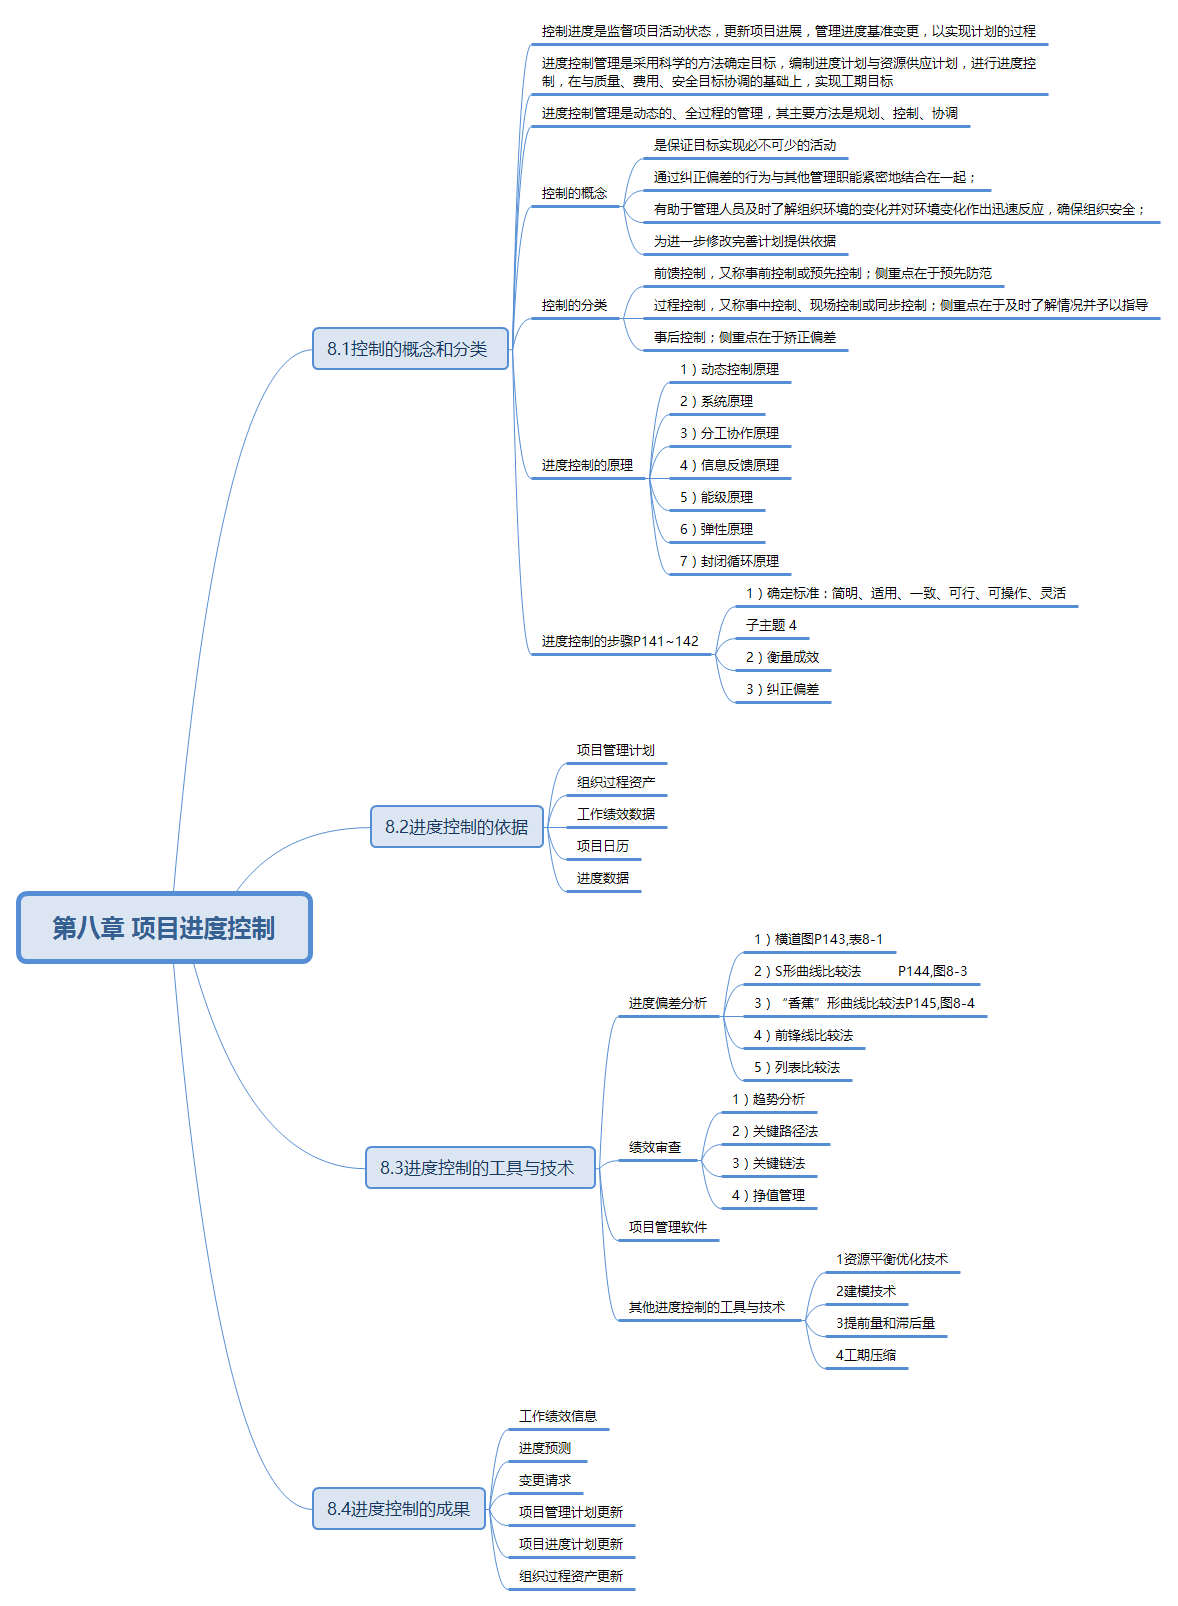 第八章 项目进度控制
8.1控制的概念和分类
控制进度是监督项目活动状态，更新项目进展，管理进度基准变更，以实现计划的过程
进度控制管理是采用科学的方法确定目标，编制进度计划与资源供应计划，进行进度控
制，在与质量、费用、安全目标协调的基础上，实现工期目标
进度控制管理是动态的、全过程的管理，其主要方法是规划、控制、协调
控制的概念
是保证目标实现必不可少的活动
通过纠正偏差的行为与其他管理职能紧密地结合在一起；
有助于管理人员及时了解组织环境的变化并对环境变化作出迅速反应，确保组织安全；
为进一步修改完善计划提供依据
控制的分类
前馈控制，又称事前控制或预先控制；侧重点在于预先防范
过程控制，又称事中控制、现场控制或同步控制；侧重点在于及时了解情况并予以指导
事后控制；侧重点在于矫正偏差
进度控制的原理
1）动态控制原理
2）系统原理
3）分工协作原理
4）信息反馈原理
5）能级原理
6）弹性原理
7）封闭循环原理
进度控制的步骤P141~142
1）确定标准：简明、适用、一致、可行、可操作、灵活
子主题 4
2）衡量成效
3）纠正偏差
8.2进度控制的依据
项目管理计划
组织过程资产
工作绩效数据
项目日历
进度数据
8.3进度控制的工具与技术
进度偏差分析
1）横道图P143,表8-1
2）S形曲线比较法 P144,图8-3
3）“香蕉”形曲线比较法P145,图8-4
4）前锋线比较法
5）列表比较法
绩效审查
1）趋势分析
2）关键路径法
3）关键链法
4）挣值管理
项目管理软件
其他进度控制的工具与技术
1资源平衡优化技术
2建模技术
3提前量和滞后量
4工期压缩
8.4进度控制的成果
工作绩效信息
进度预测
变更请求
项目管理计划更新
项目进度计划更新
组织过程资产更新